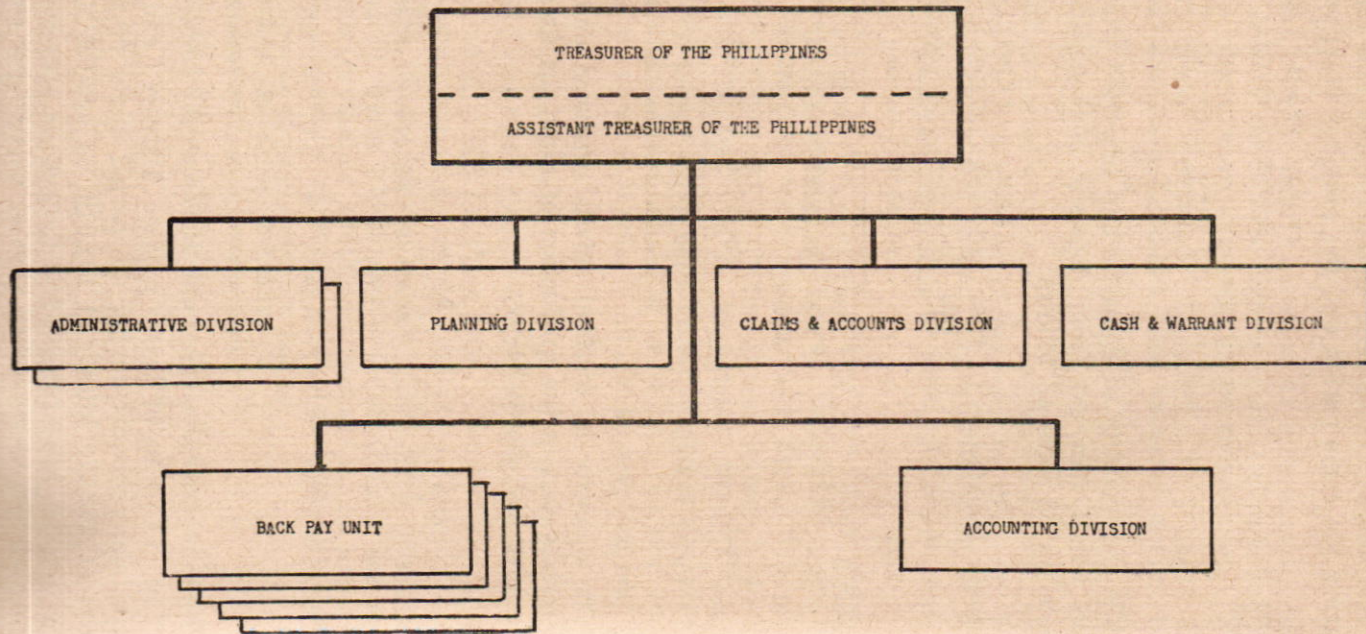 TREASURER OF THE PHILIPPINES
ASSISTANT TREASURER OF THE PHILIPPINES
ADMINISTRATIVE DIVISION
PLANNING DIVISION
CLAIMS & ACCOUNTS DIVISION
CASH & WARRANT DIVISION
BACK PAY UNIT
ACCOUNTING DIVISION